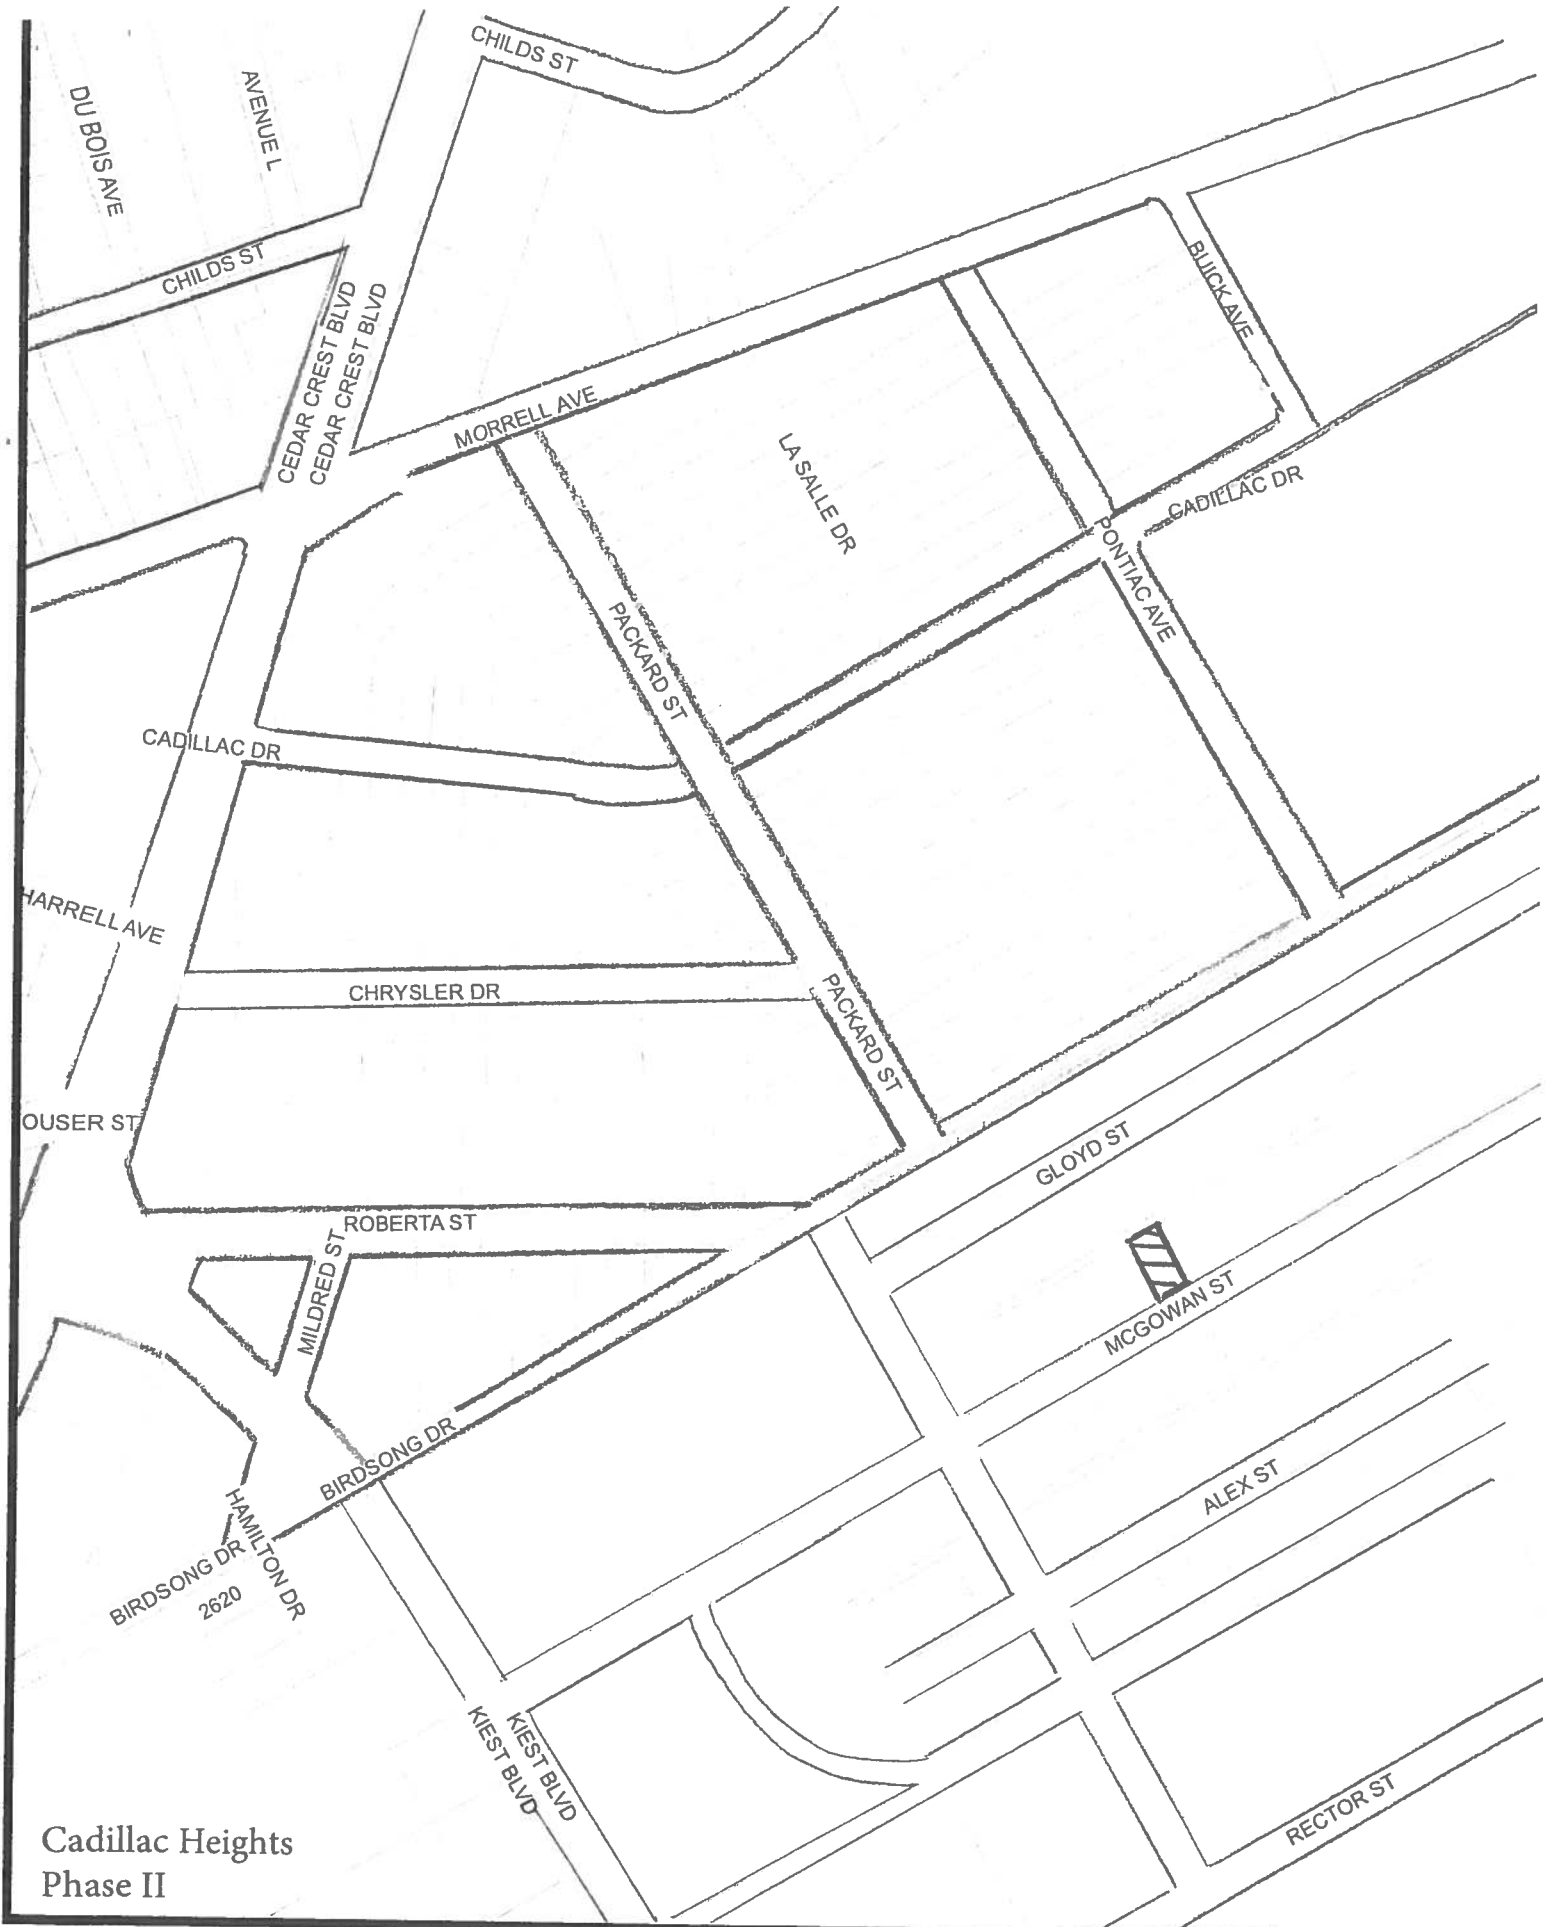 CHILDS ST
DU BOIS AVE
AVENUE L
CHILDS ST
CEDAR CREST BLVD
CEDAR CREST BLVD
BUICK AVE
MORRELL AVE
LA SALLE DR
CADILLAC DR
PONTIAC AVE
PACKARD ST
CADILLAC DR
HARRELL AVE
CHRYSLER DR
PACKARD ST
OUSER ST
GLOYD ST
ROBERTA ST
MILDRED ST
MCGOWAN ST
BIRDSONG DR
ALEX ST
HAMILTON DR
BIRDSONG DR
2620
KIEST BLVD
KIEST BLVD
RECTOR ST
Cadillac Heights
Phase II